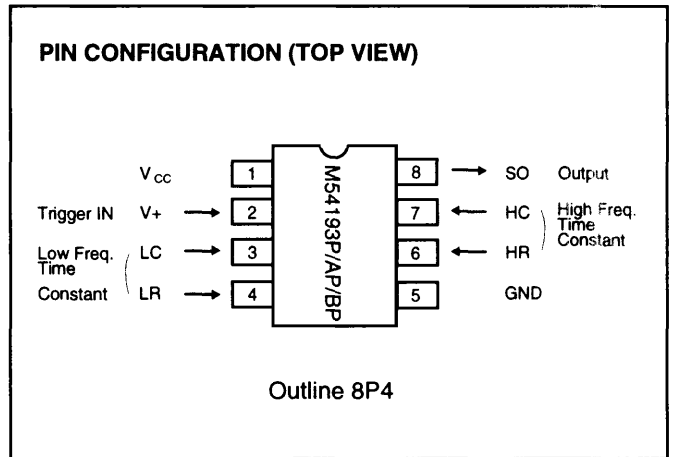 PIN CONFIGURATION (TOP VIEW)
V CC 1 8 SO Output
Trigger IN V+ 2 7 HC High Freq.
Time
Constant
Low Freq. LC 3 6 HR
Time
Constant LR 4 5 GND
M54193P/AP/BP
Outline 8P4